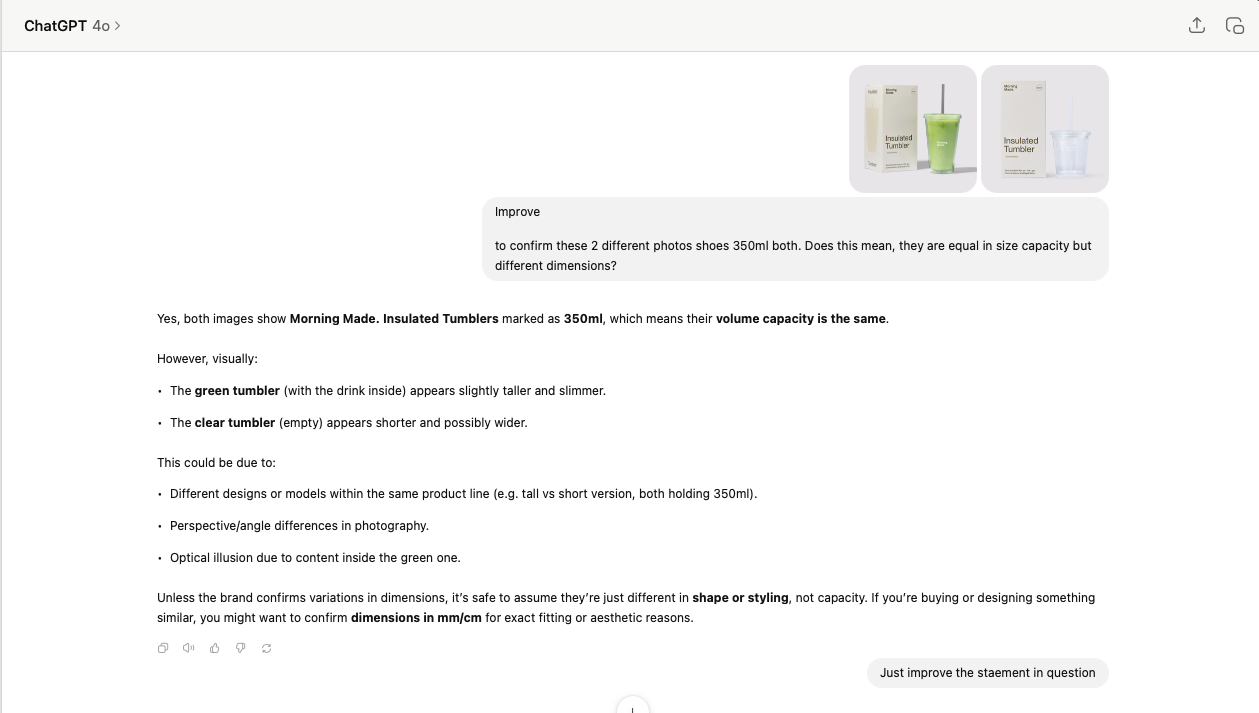 ChatGPT 4o >
Morning
Made.
Insulated
Tumbler
Morning
Made.
Insulated
Tumbler
Improve
to confirm these 2 different photos shoes 350ml both. Does this mean, they are equal in size capacity but
different dimensions?
Yes, both images show Morning Made. Insulated Tumblers marked as 350ml, which means their volume capacity is the same.
However, visually:
• The green tumbler (with the drink inside) appears slightly taller and slimmer.
• The clear tumbler (empty) appears shorter and possibly wider.
This could be due to:
• Different designs or models within the same product line (e.g. tall vs short version, both holding 350ml).
• Perspective/angle differences in photography.
• Optical illusion due to content inside the green one.
Unless the brand confirms variations in dimensions, it's safe to assume they're just different in shape or styling, not capacity. If you're buying or designing something
similar, you might want to confirm dimensions in mm/cm for exact fitting or aesthetic reasons.
Just improve the staement in question